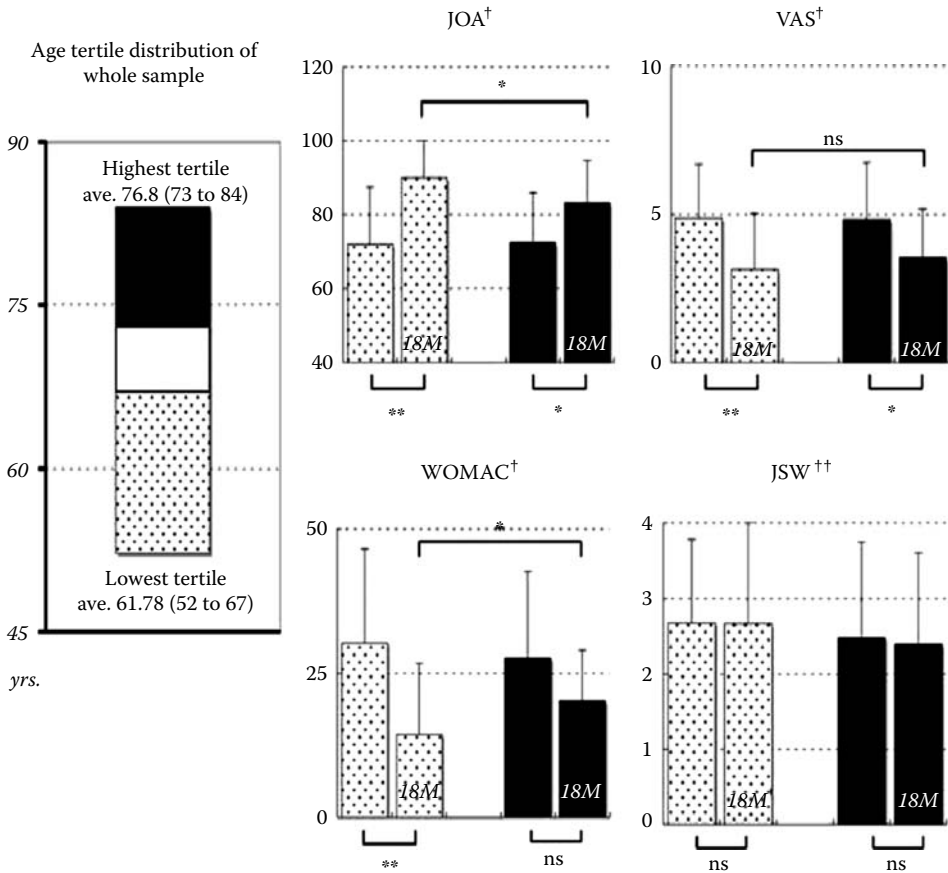 Age tertile distribution of
whole sample
90
Highest tertile
ave. 76.8 (73 to 84)
75
60
Lowest tertile
ave. 61.78 (52 to 67)
45
yrs.
JOA†
120
100
80
60
40
*
18M
18M
**
*
VAS†
10
5
0
ns
18M
18M
**
*
WOMAC†
50
25
0
*
18M
18M
**
ns
JSW††
4
3
2
1
0
18M
18M
ns
ns